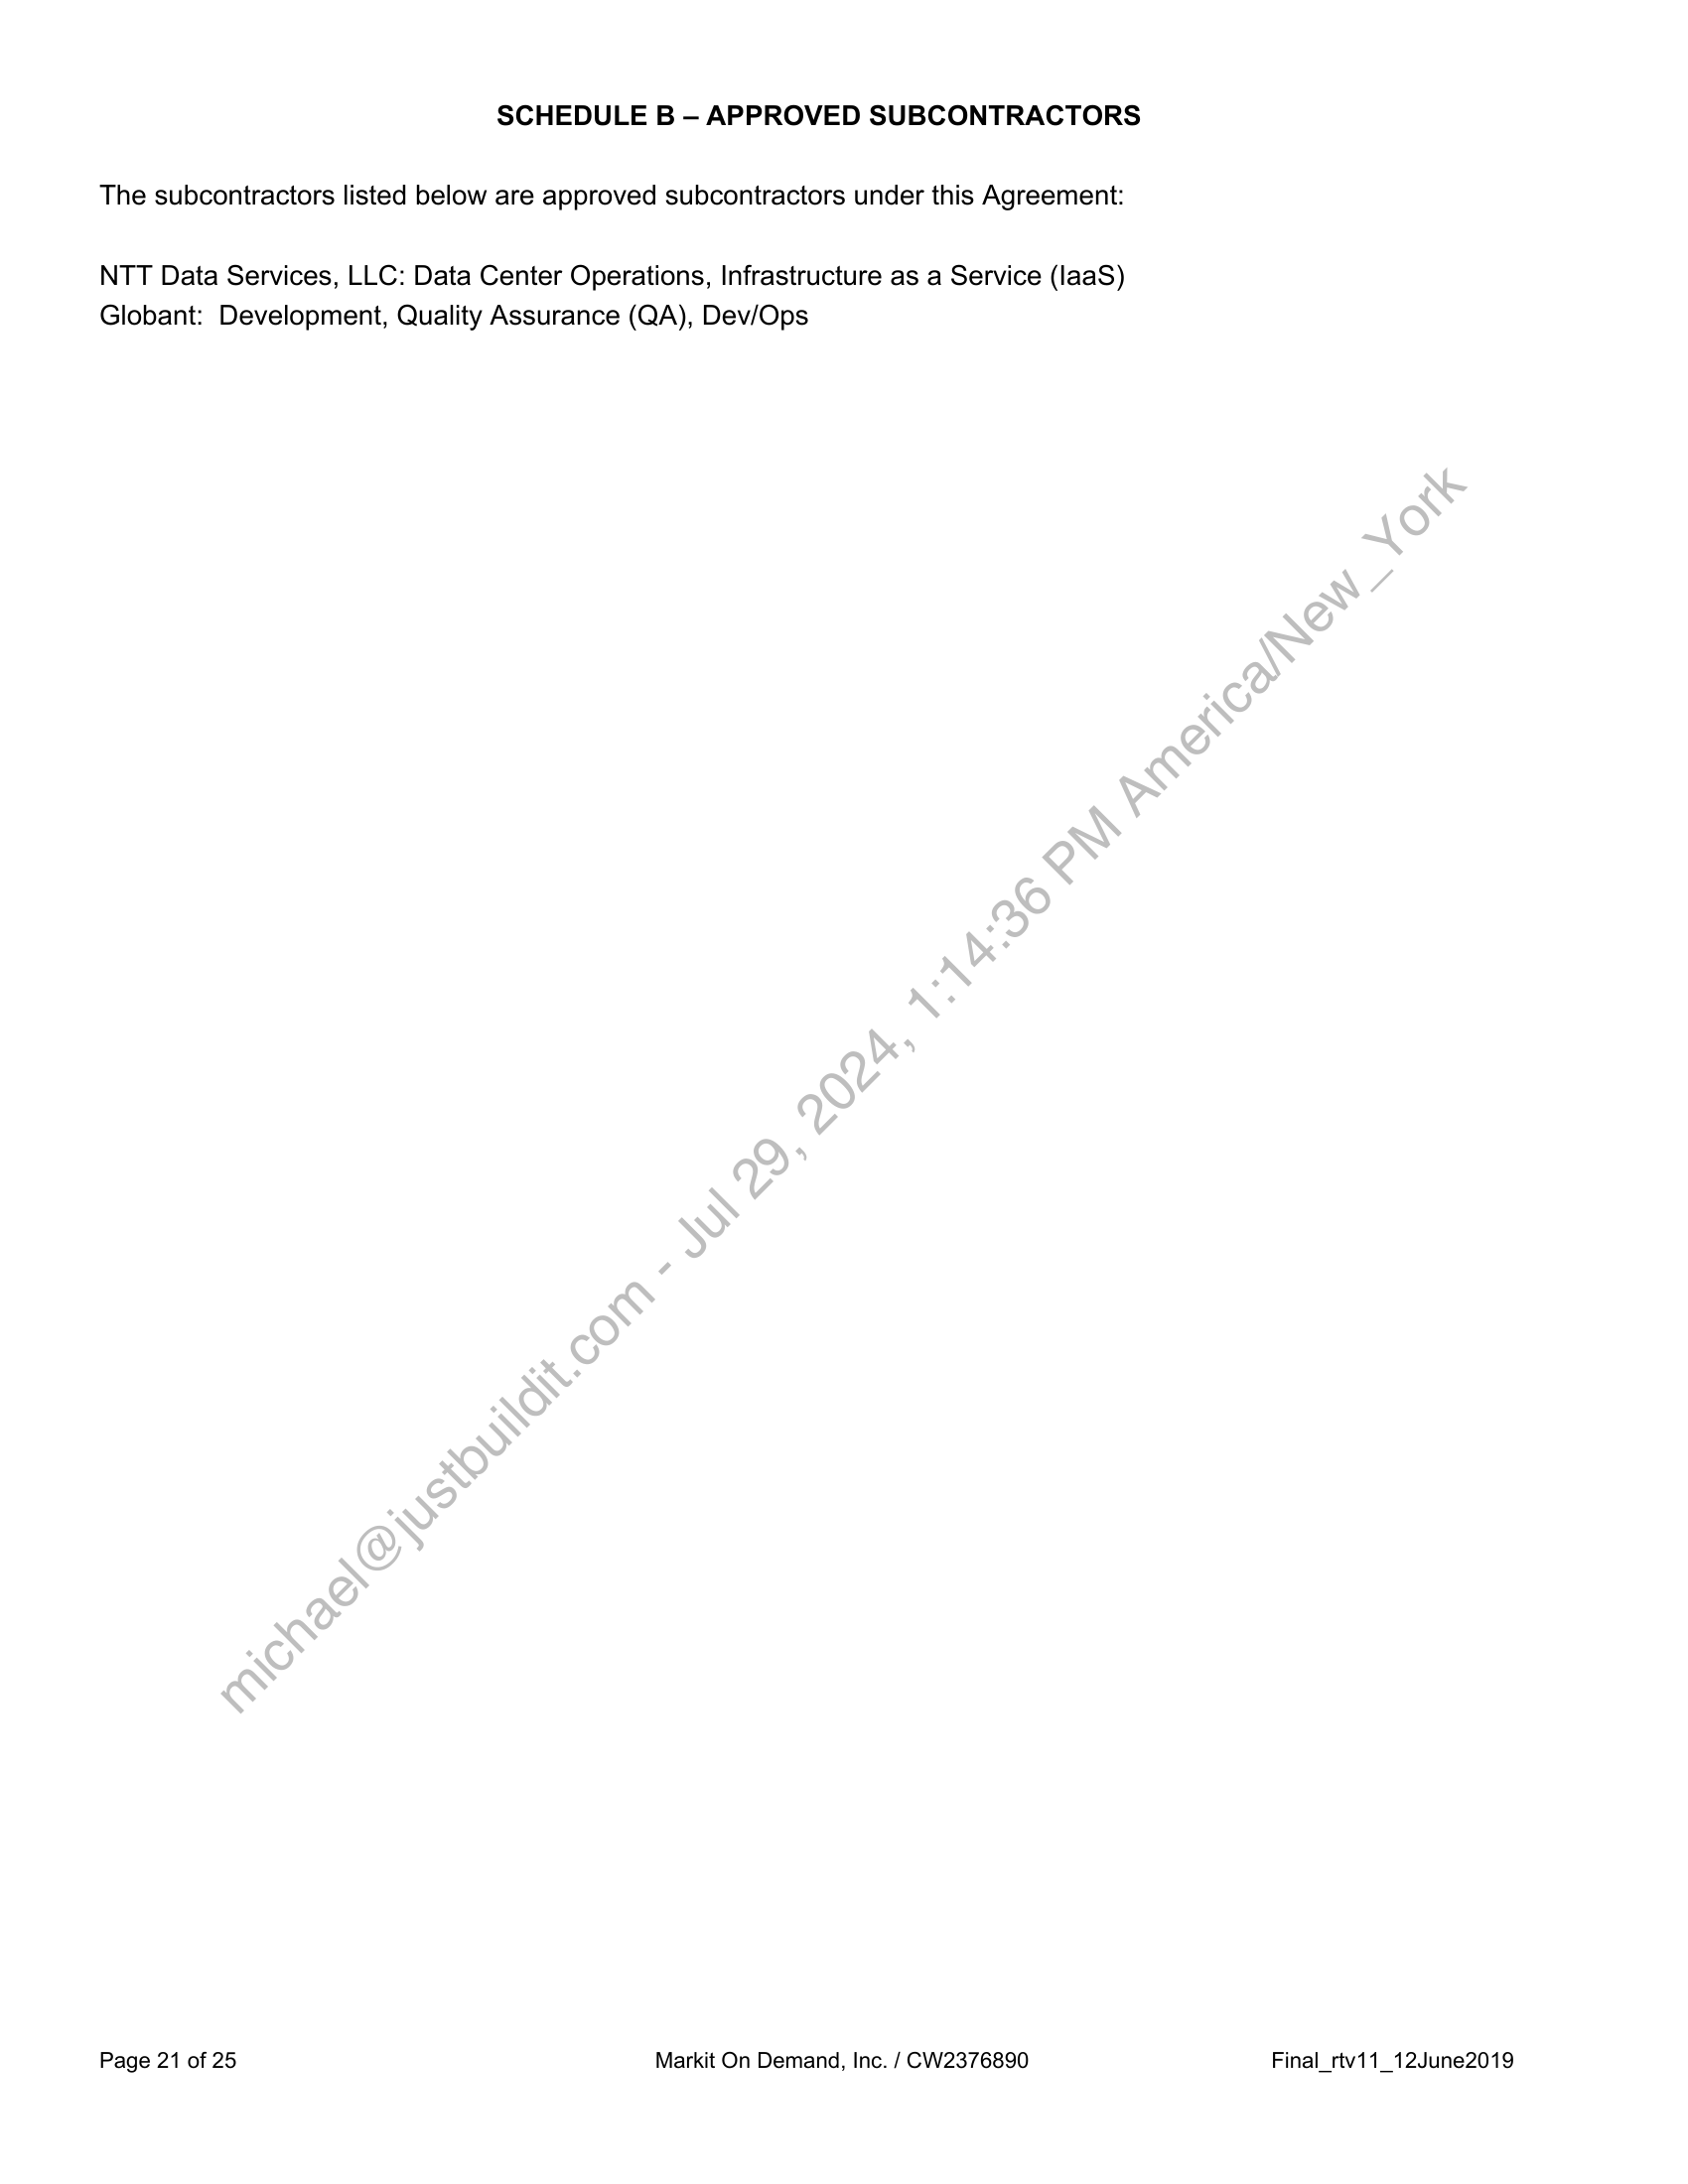 SCHEDULE B – APPROVED SUBCONTRACTORS
The subcontractors listed below are approved subcontractors under this Agreement:
NTT Data Services, LLC: Data Center Operations, Infrastructure as a Service (IaaS)
Globant:  Development, Quality Assurance (QA), Dev/Ops
michael@justbuildit.com - Jul 29, 2024, 1:14:36 PM America/New_York
Page 21 of 25 Markit On Demand, Inc. / CW2376890 Final_rtv11_12June2019